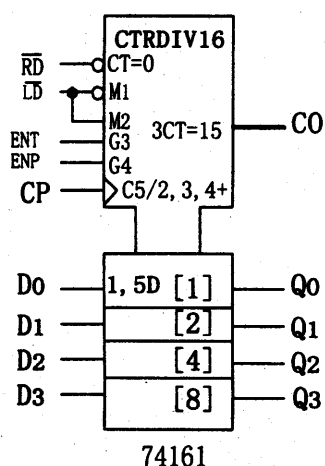 CTRDIV16
RD CT=0
LD M1
M2 3CT=15 CO
ENT G3
ENP G4
CP C5/2,3,4+
D0 1,5D [1] Q0
D1 [2] Q1
D2 [4] Q2
D3 [8] Q3
74161